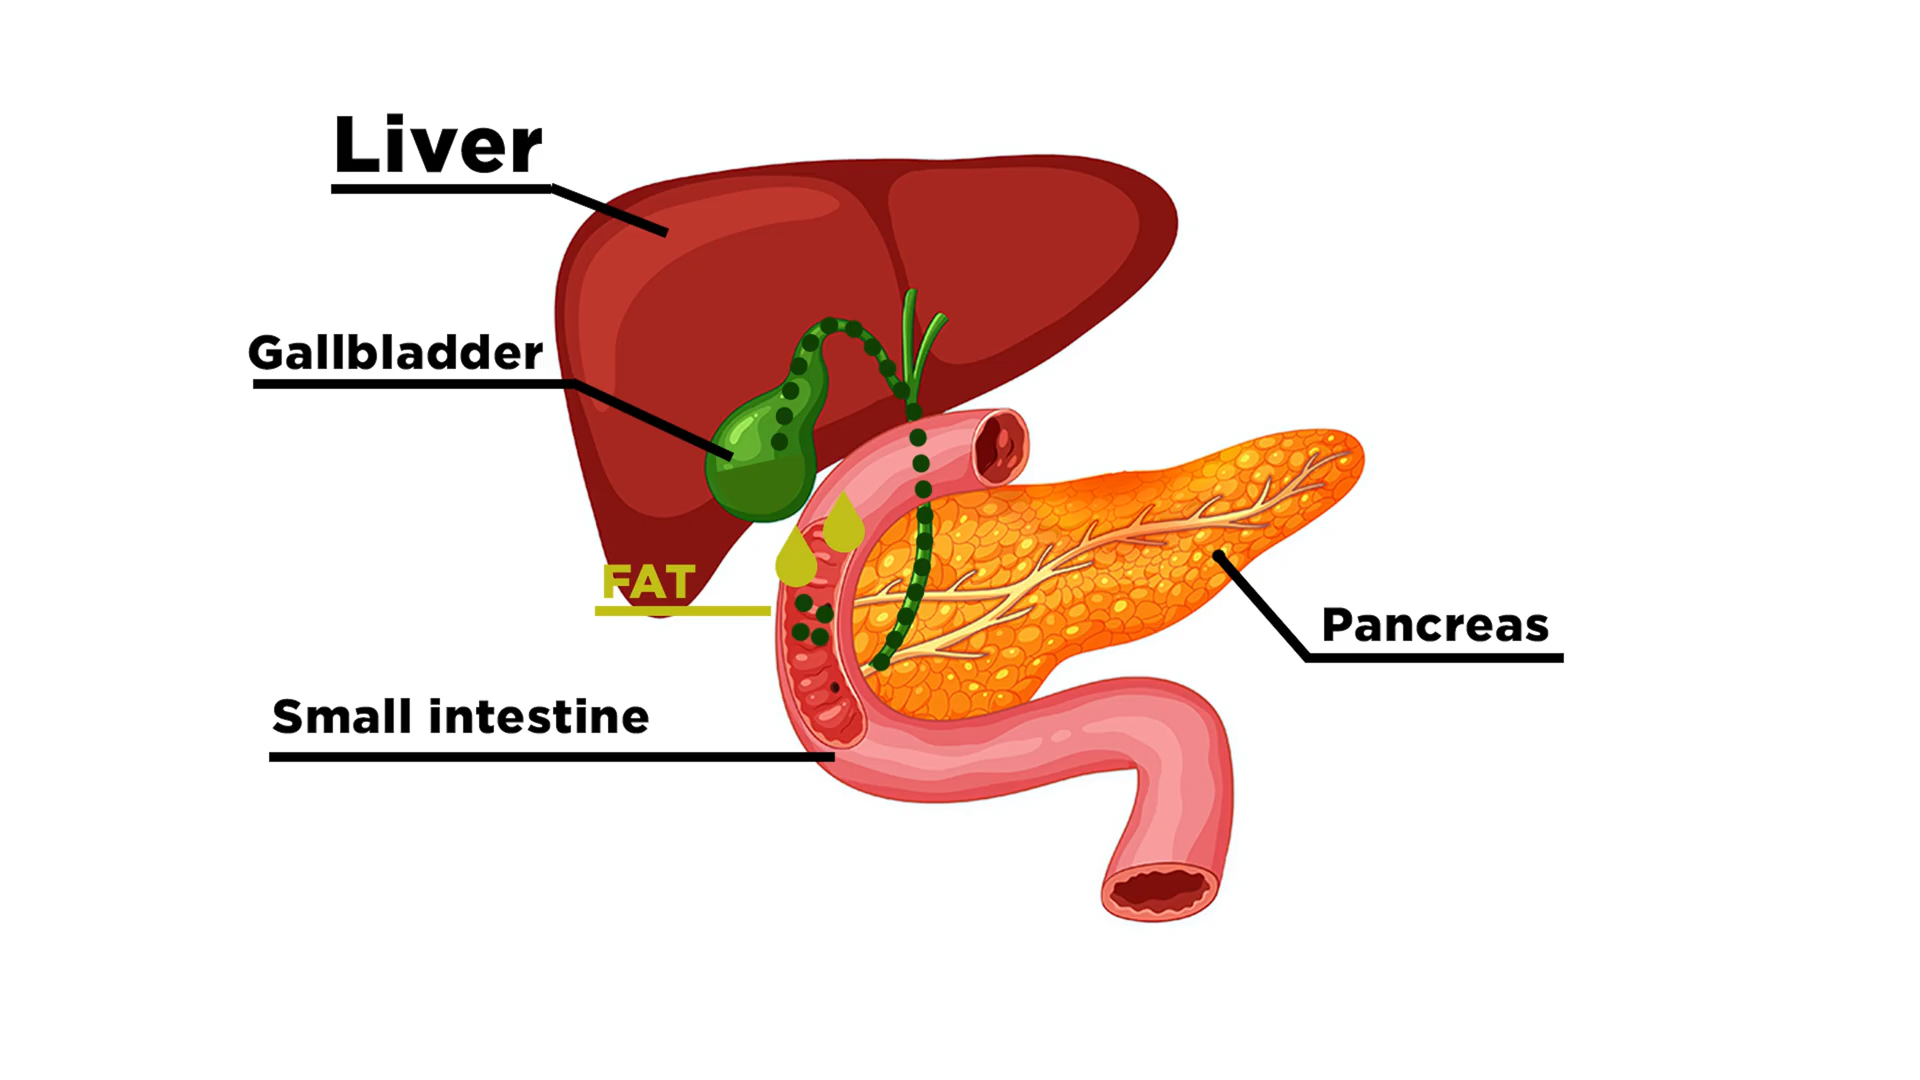 Liver
Gallbladder
FAT
Pancreas
Small intestine